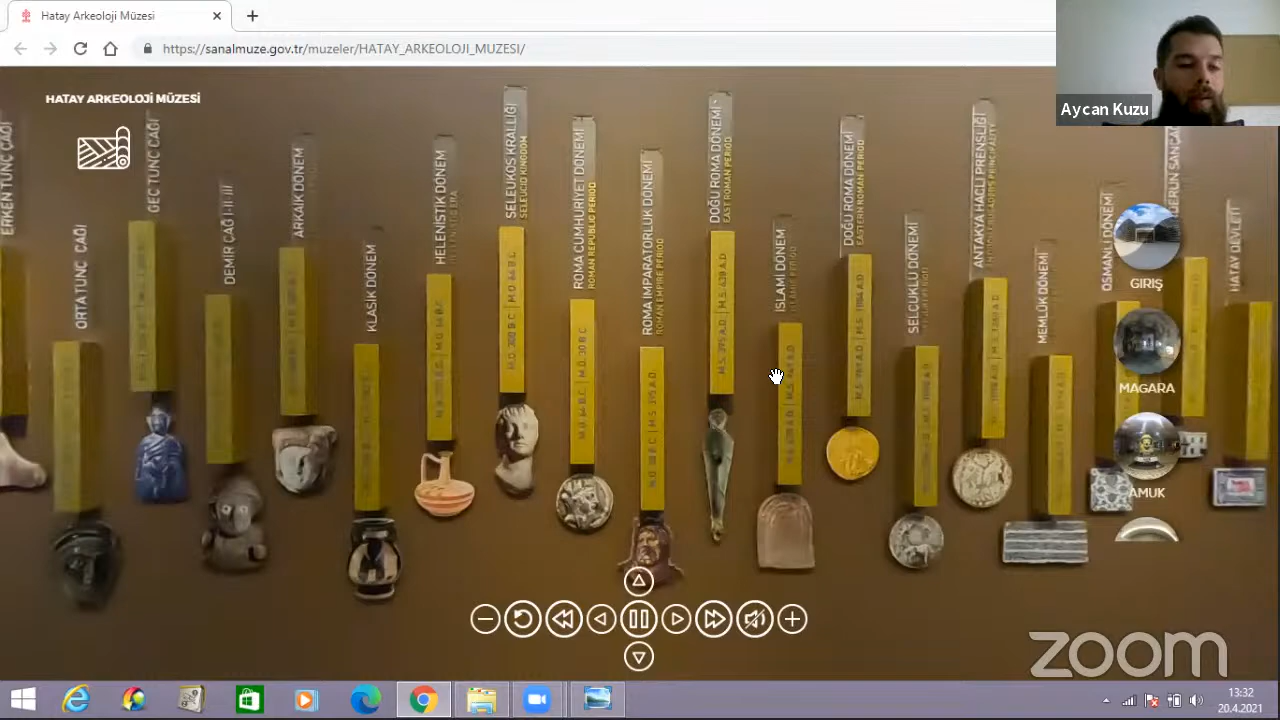 Hatay Arkeoloji Müzesi
https://sanalmuze.gov.tr/muzeler/HATAY_ARKEOLOJI_MUZESI/
Aycan Kuzu
HATAY ARKEOLOJİ MÜZESİ
ERKEN TUNÇ ÇAĞI
ORTA TUNÇ ÇAĞI
GEÇ TUNÇ ÇAĞI
DEMİR ÇAĞI I-II-III
ARKAİK DÖNEM
KLASİK DÖNEM
HELENİSTİK DÖNEM
SELEUKOS KRALLIĞI
SELEUCID KINGDOM
ROMA CUMHURİYET DÖNEMİ
ROMAN REPUBLIC PERIOD
ROMA İMPARATORLUK DÖNEMİ
ROMAN EMPIRE PERIOD
DOĞU ROMA DÖNEMİ
EAST ROMAN PERIOD
İSLAMİ DÖNEM
ISLAMIC PERIOD
DOĞU ROMA DÖNEMİ
EASTERN ROMAN PERIOD
SELÇUKLU DÖNEMİ
ANTAKYA HAÇLI PRENSLİĞİ
MEMLÜK DÖNEMİ
OSMANLI DÖNEMİ
HATAY DEVLETİ
GIRIŞ
MAGARA
AMUK
zoom
13:32
20.4.2021